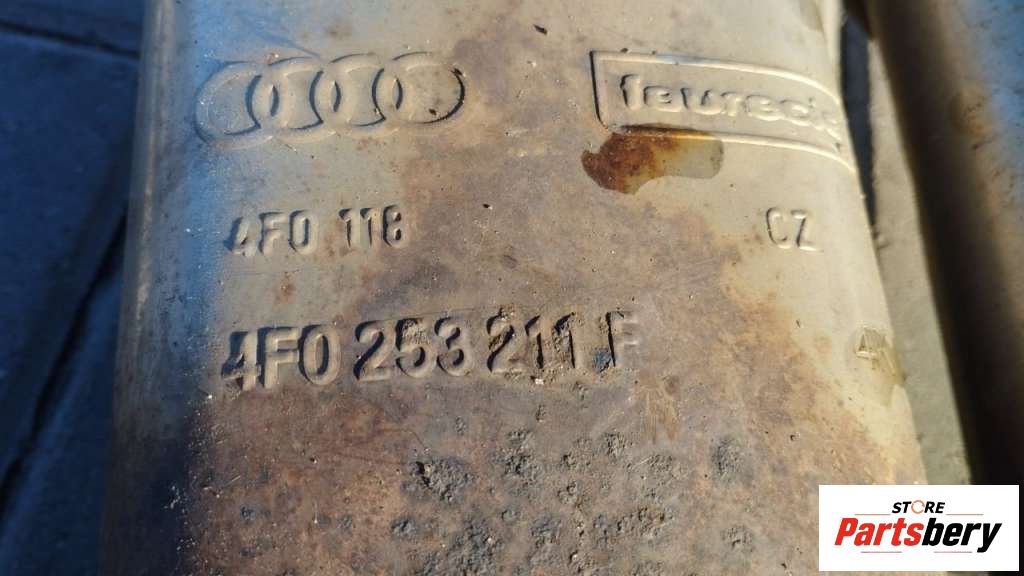 faurecia
4F0 118 CZ
4F0 253 211 F
STORE
Partsbery